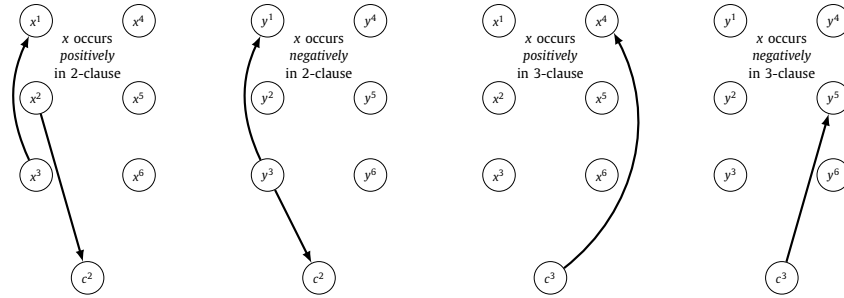 x¹ x⁴
x occurs
positively
in 2-clause
x² x⁵
x³ x⁶
c²
y¹ y⁴
x occurs
negatively
in 2-clause
y² y⁵
y³ y⁶
c²
x¹ x⁴
x occurs
positively
in 3-clause
x² x⁵
x³ x⁶
c³
y¹ y⁴
x occurs
negatively
in 3-clause
y² y⁵
y³ y⁶
c³